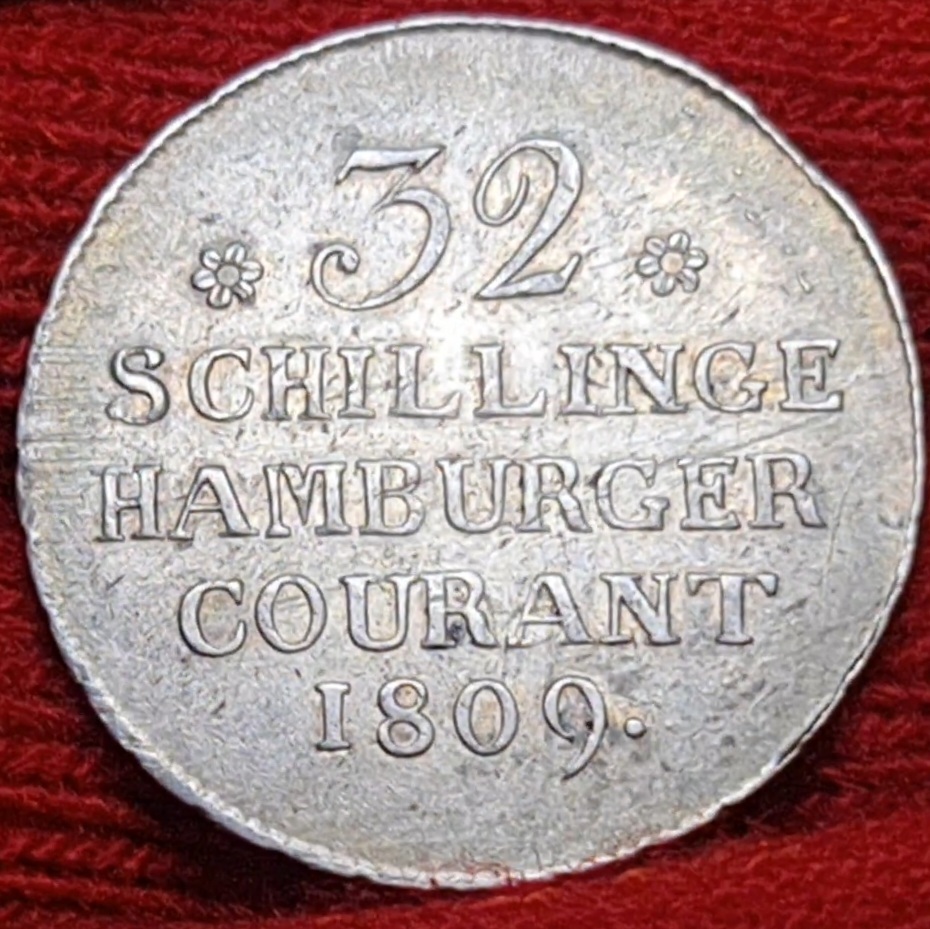 32
SCHILLINGE
HAMBURGER
COURANT
1809.